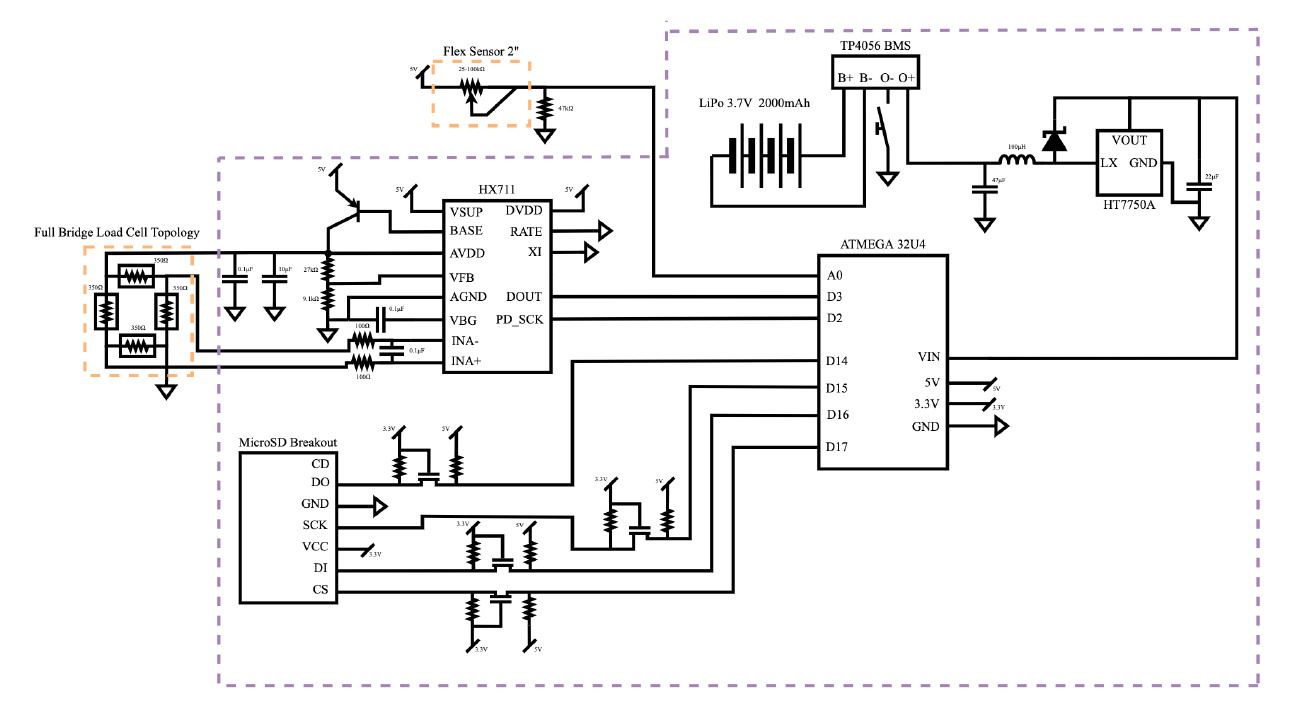 TP4056 BMS
B+ B- O- O+
Flex Sensor 2"
5V
25-100kΩ
47kΩ
LiPo 3.7V 2000mAh
100μH
47μF
VOUT
LX GND
HT7750A
22μF
5V
5V
HX711
5V
VSUP DVDD
BASE RATE
AVDD XI
VFB
AGND DOUT
VBG PD_SCK
INA-
INA+
Full Bridge Load Cell Topology
350Ω
350Ω
350Ω
350Ω
0.1μF
10μF
27kΩ
9.1kΩ
0.1μF
100Ω
0.1μF
100Ω
ATMEGA 32U4
A0
D3
D2
D14
D15
D16
D17
VIN
5V
5V
3.3V
3.3V
GND
MicroSD Breakout
CD
DO
GND
SCK
VCC
3.3V
DI
CS
3.3V
5V
3.3V
5V
3.3V
5V
3.3V
5V